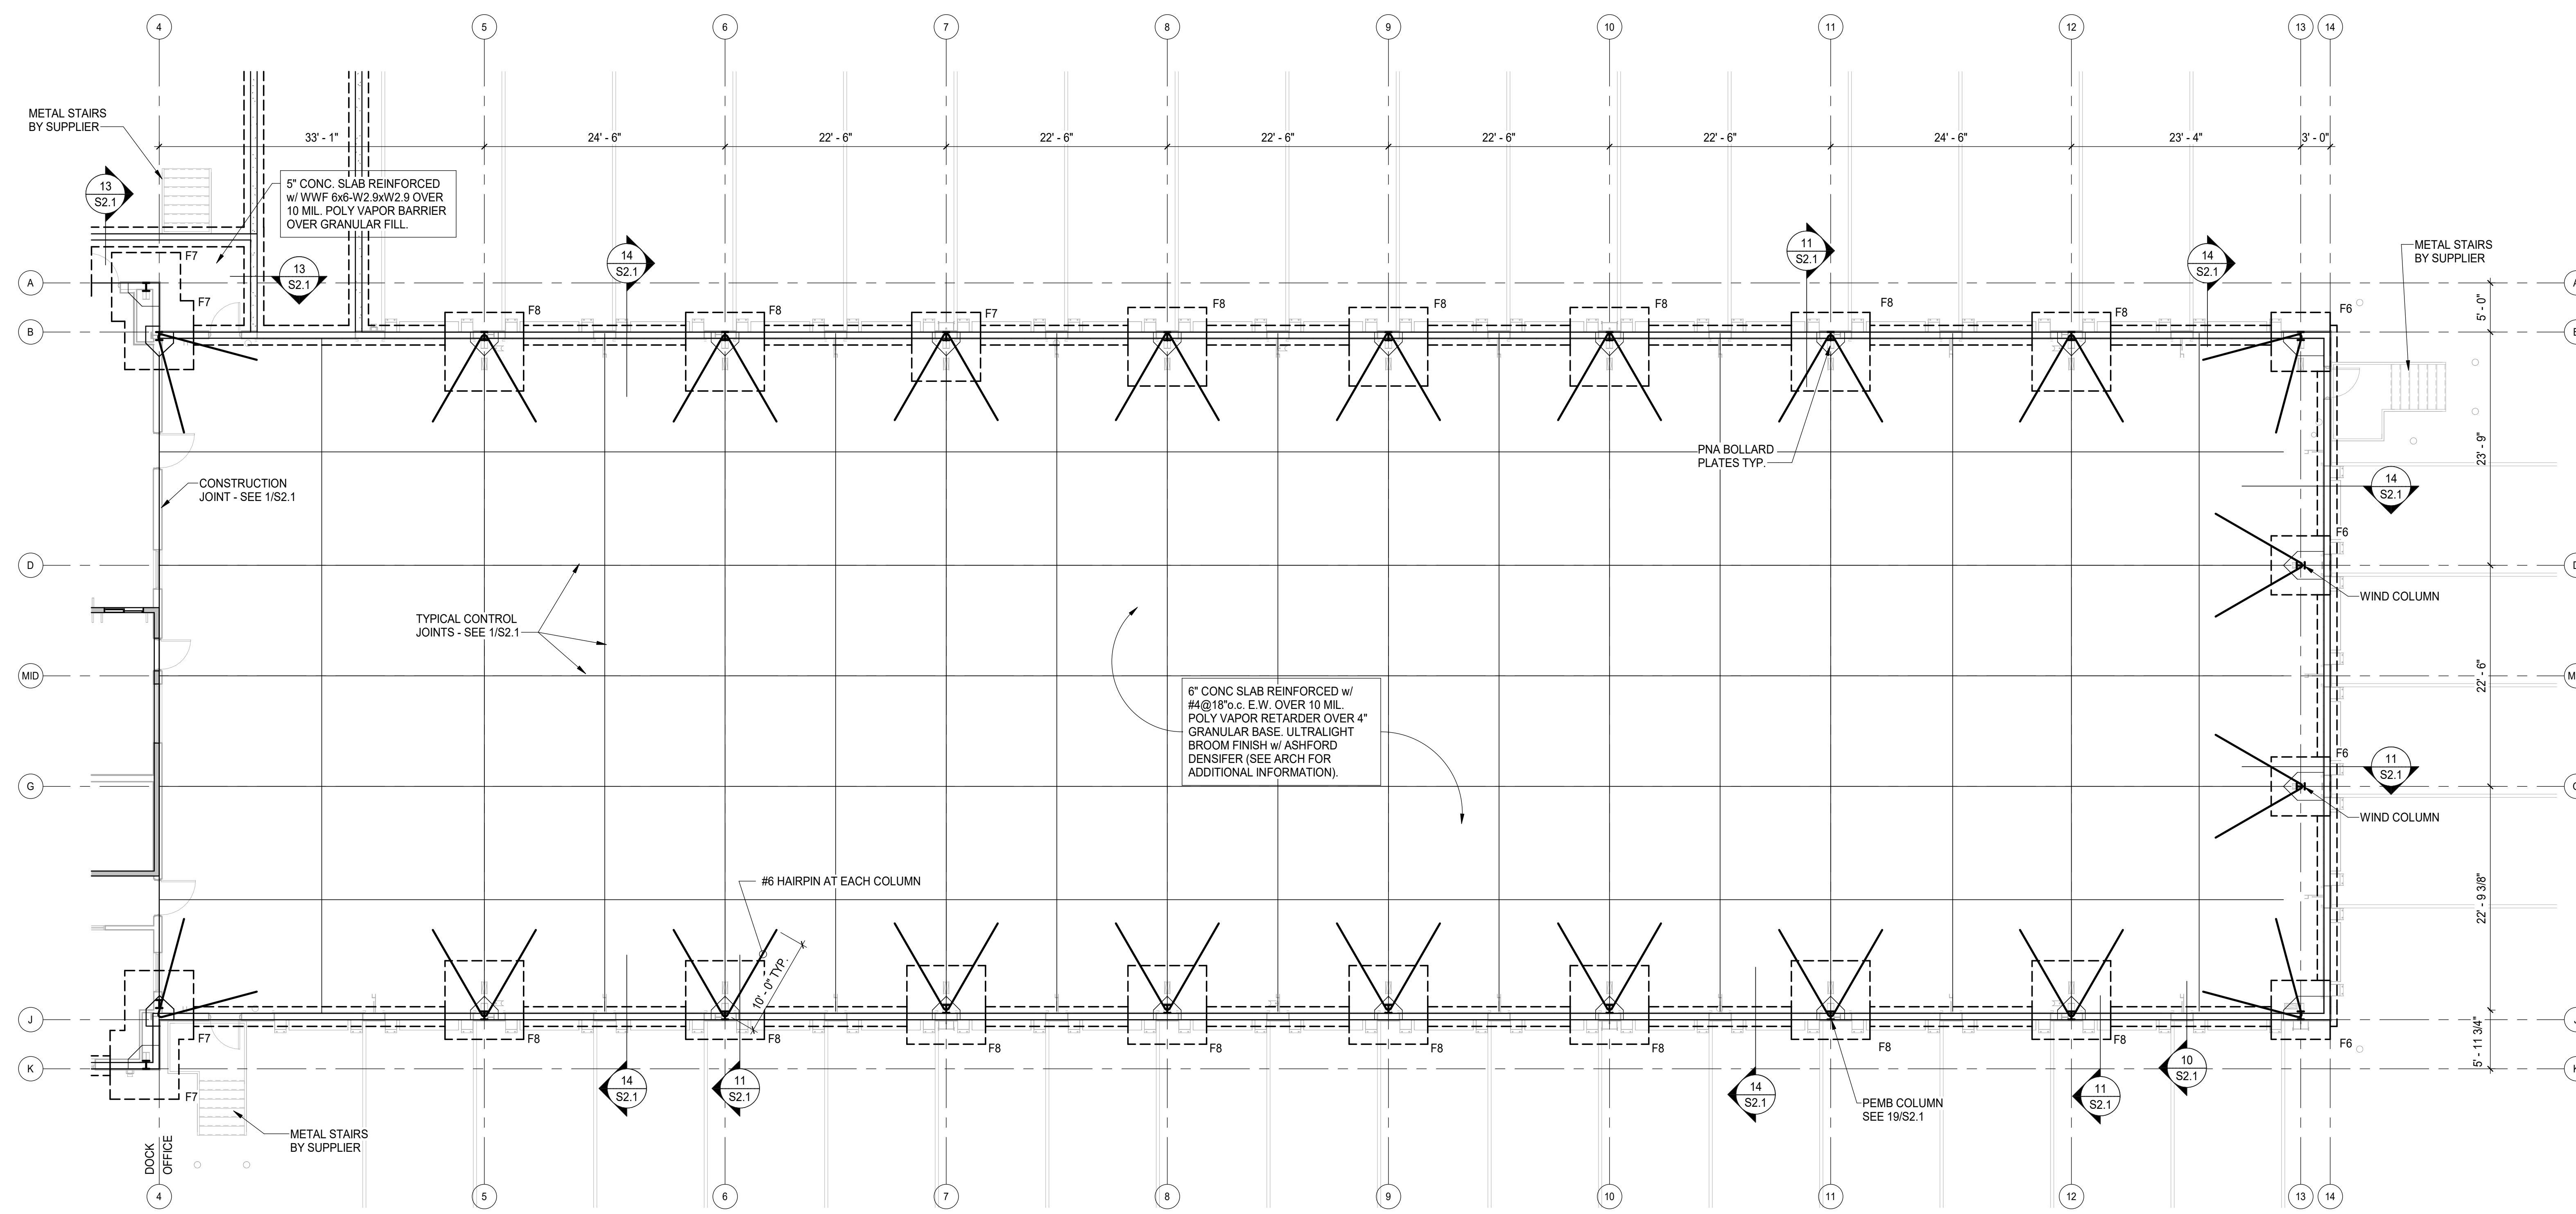 4 5 6 7 8 9 10 11 12 13 14
METAL STAIRS
BY SUPPLIER
33' - 1" 24' - 6" 22' - 6" 22' - 6" 22' - 6" 22' - 6" 22' - 6" 24' - 6" 23' - 4" 3' - 0"
13
S2.1
5" CONC. SLAB REINFORCED
w/ WWF 6x6-W2.9xW2.9 OVER
10 MIL. POLY VAPOR BARRIER
OVER GRANULAR FILL.
F7
13
S2.1
14
S2.1
11
S2.1
14
S2.1
METAL STAIRS
BY SUPPLIER
A
F7
F8
F8
F7
F8
F8
F8
F8
F8
F6
5' - 0"
B
23' - 9"
PNA BOLLARD
PLATES TYP.
CONSTRUCTION
JOINT - SEE 1/S2.1
14
S2.1
F6
D
WIND COLUMN
TYPICAL CONTROL
JOINTS - SEE 1/S2.1
MID
22' - 6"
6" CONC SLAB REINFORCED w/
#4@18"o.c. E.W. OVER 10 MIL.
POLY VAPOR RETARDER OVER 4"
GRANULAR BASE. ULTRALIGHT
BROOM FINISH w/ ASHFORD
DENSIFER (SEE ARCH FOR
ADDITIONAL INFORMATION).
F6
11
S2.1
G
WIND COLUMN
#6 HAIRPIN AT EACH COLUMN
22' - 9 3/8"
10' - 0" TYP.
J
F7
F8
F8
F8
F8
F8
F8
F8
F8
F6
5' - 11 3/4"
K
F7
14
S2.1
11
S2.1
14
S2.1
11
S2.1
10
S2.1
PEMB COLUMN
SEE 19/S2.1
METAL STAIRS
BY SUPPLIER
DOCK
OFFICE
4 5 6 7 8 9 10 11 12 13 14